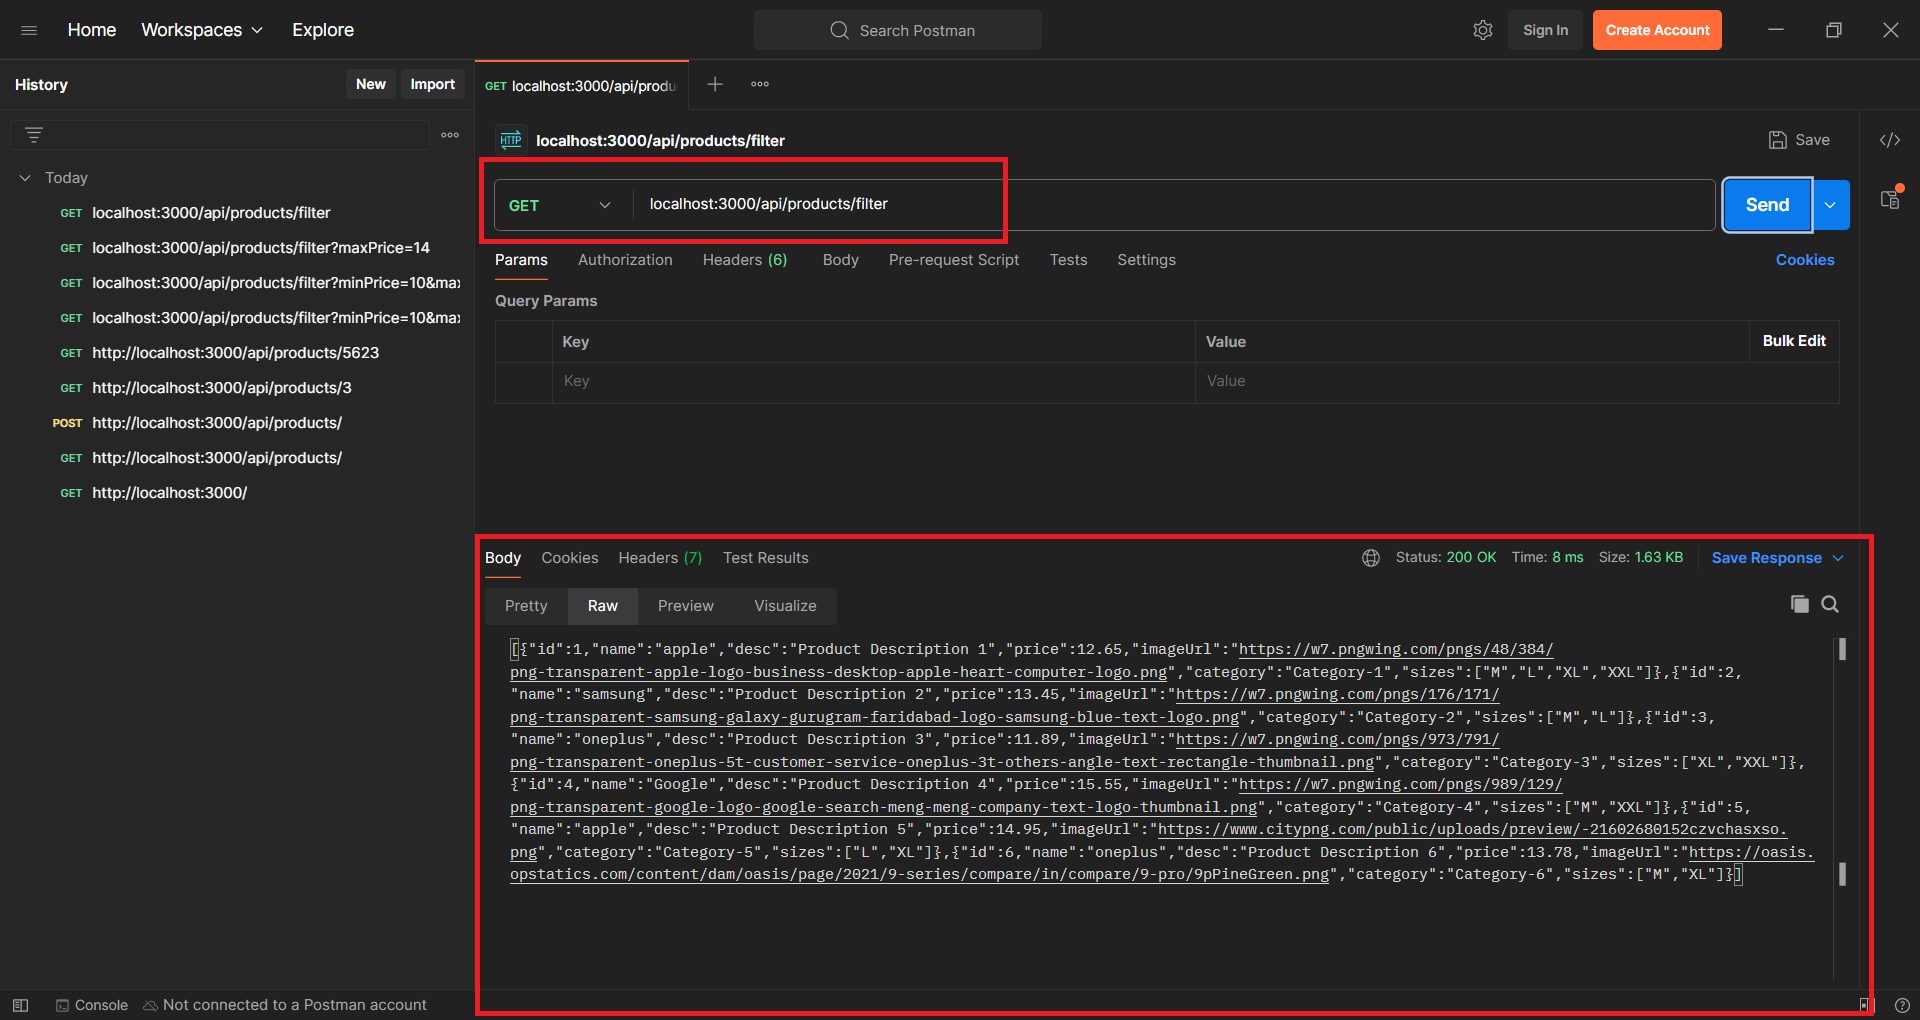 Home Workspaces Explore Search Postman Sign In Create Account
History New Import GET localhost:3000/api/produ
HTTP localhost:3000/api/products/filter Save
Today
GET localhost:3000/api/products/filter
GET localhost:3000/api/products/filter?maxPrice=14
GET localhost:3000/api/products/filter?minPrice=10&max
GET localhost:3000/api/products/filter?minPrice=10&max
GET http://localhost:3000/api/products/5623
GET http://localhost:3000/api/products/3
POST http://localhost:3000/api/products/
GET http://localhost:3000/api/products/
GET http://localhost:3000/
GET localhost:3000/api/products/filter Send
Params Authorization Headers (6) Body Pre-request Script Tests Settings Cookies
Query Params
Key Value Bulk Edit
Key Value
Body Cookies Headers (7) Test Results Status: 200 OK Time: 8 ms Size: 1.63 KB Save Response
Pretty Raw Preview Visualize
[{"id":1,"name":"apple","desc":"Product Description 1","price":12.65,"imageUrl":"https://w7.pngwing.com/pngs/48/384/
png-transparent-apple-logo-business-desktop-apple-heart-computer-logo.png","category":"Category-1","sizes":["M","L","XL","XXL"]},{"id":2,
"name":"samsung","desc":"Product Description 2","price":13.45,"imageUrl":"https://w7.pngwing.com/pngs/176/171/
png-transparent-samsung-galaxy-gurugram-faridabad-logo-samsung-blue-text-logo.png","category":"Category-2","sizes":["M","L"]},{"id":3,
"name":"oneplus","desc":"Product Description 3","price":11.89,"imageUrl":"https://w7.pngwing.com/pngs/973/791/
png-transparent-oneplus-5t-customer-service-oneplus-3t-others-angle-text-rectangle-thumbnail.png","category":"Category-3","sizes":["XL","XXL"]},
{"id":4,"name":"Google","desc":"Product Description 4","price":15.55,"imageUrl":"https://w7.pngwing.com/pngs/989/129/
png-transparent-google-logo-google-search-meng-meng-company-text-logo-thumbnail.png","category":"Category-4","sizes":["M","XXL"]},{"id":5,
"name":"apple","desc":"Product Description 5","price":14.95,"imageUrl":"https://www.citypng.com/public/uploads/preview/-21602680152czvchasxso.
png","category":"Category-5","sizes":["L","XL"]},{"id":6,"name":"oneplus","desc":"Product Description 6","price":13.78,"imageUrl":"https://oasis.
opstatics.com/content/dam/oasis/page/2021/9-series/compare/in/compare/9-pro/9pPineGreen.png","category":"Category-6","sizes":["M","XL"]}]
Console Not connected to a Postman account